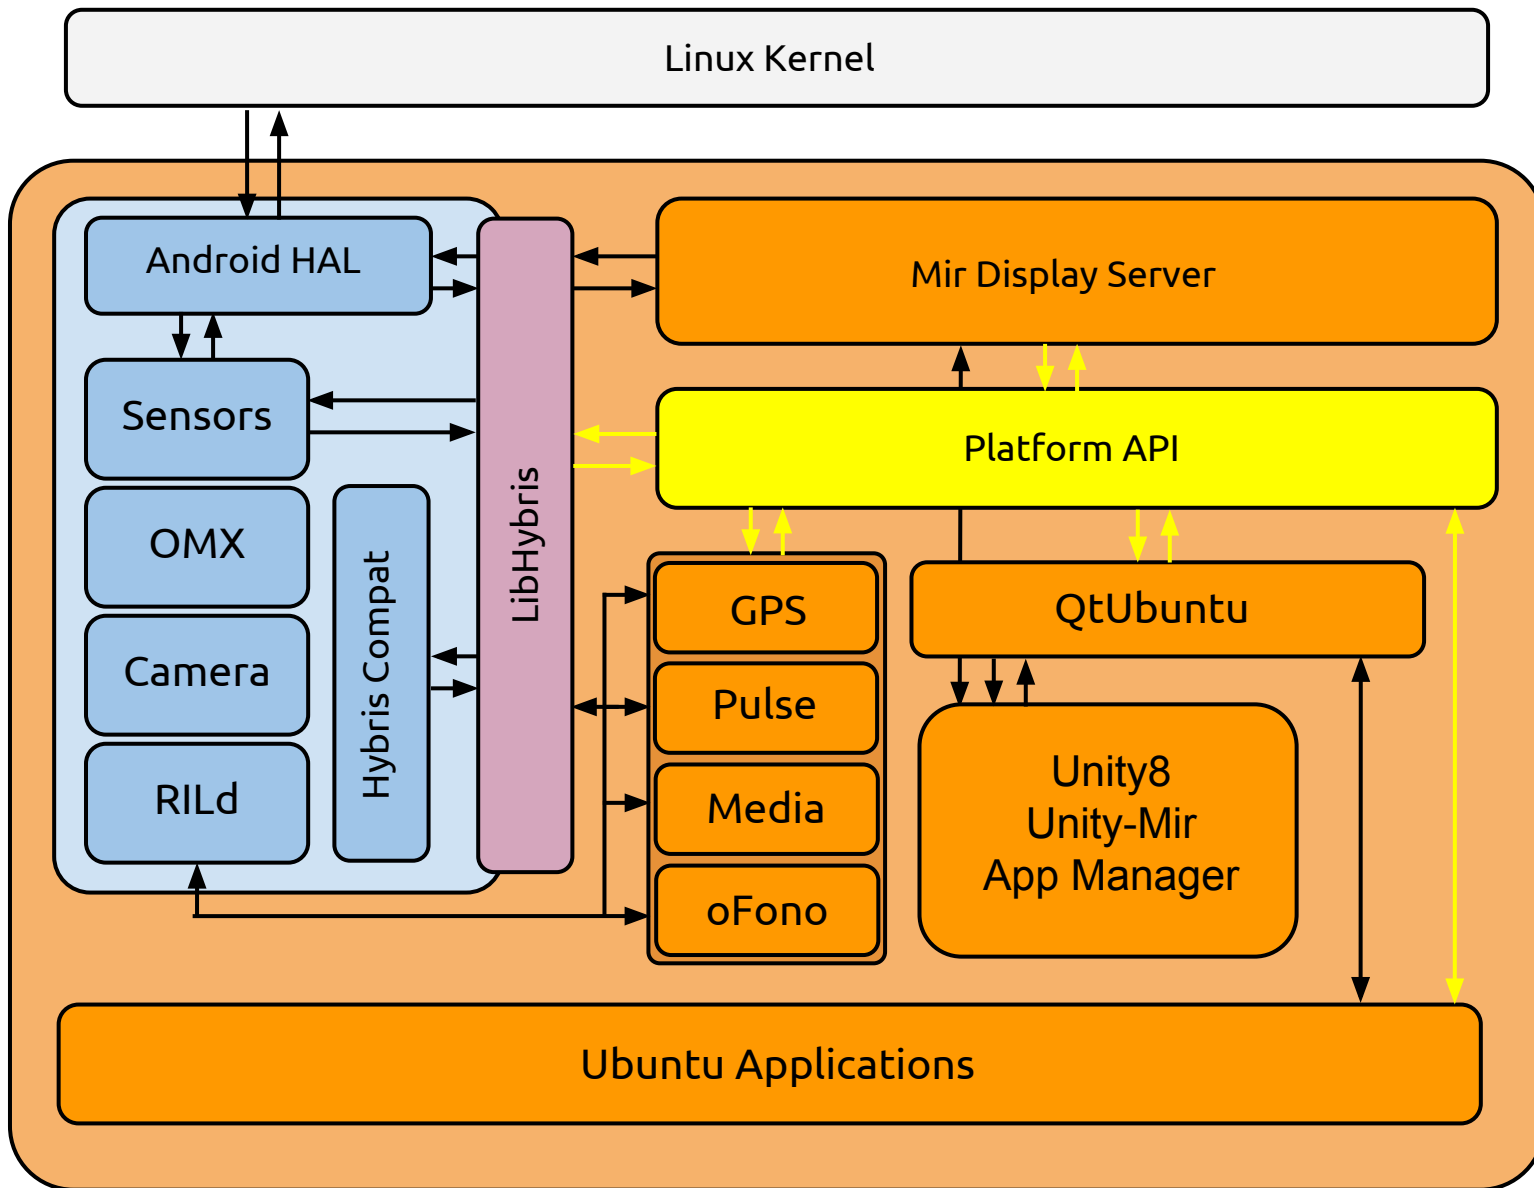 Linux Kernel
Android HAL
Mir Display Server
Sensors
Platform API
OMX
LibHybris
Hybris Compat
GPS
QtUbuntu
Camera
Pulse
Unity8
Unity-Mir
App Manager
RILd
Media
oFono
Ubuntu Applications